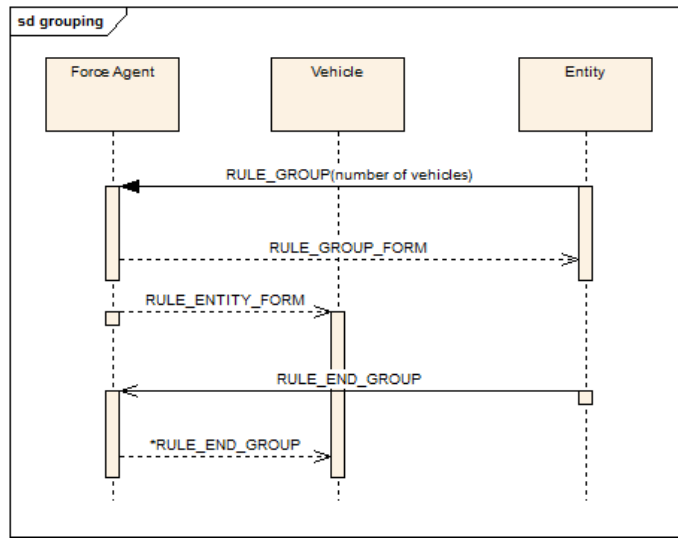 sd grouping
Force Agent
Vehicle
Entity
RULE_GROUP(number of vehicles)
RULE_GROUP_FORM
RULE_ENTITY_FORM
RULE_END_GROUP
*RULE_END_GROUP